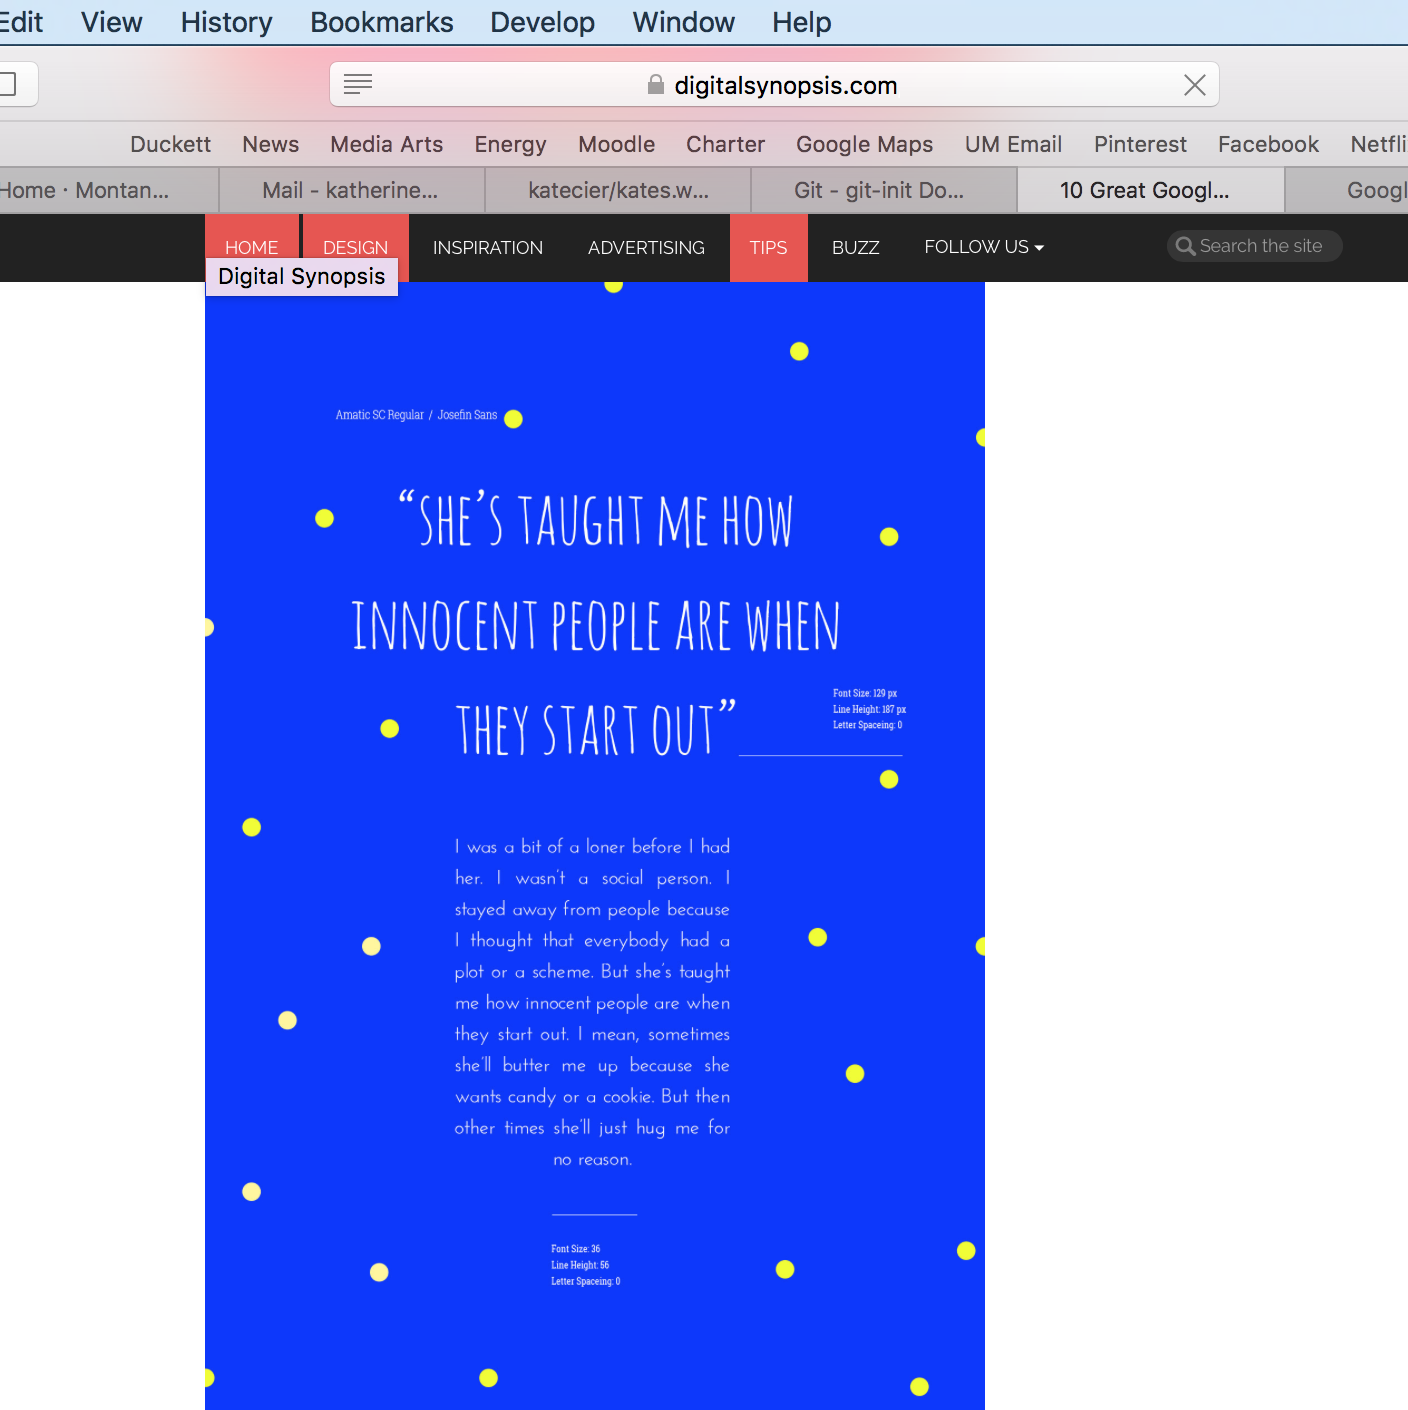 Edit View History Bookmarks Develop Window Help
digitalsynopsis.com
Duckett News Media Arts Energy Moodle Charter Google Maps UM Email Pinterest Facebook Netfli
Home · Montan... Mail - katherine... katecier/kates.w... Git - git-init Do... 10 Great Googl... Googl
HOME DESIGN INSPIRATION ADVERTISING TIPS BUZZ FOLLOW US Search the site
Digital Synopsis
Amatic SC Regular / Josefin Sans
“SHE’S TAUGHT ME HOW
INNOCENT PEOPLE ARE WHEN
THEY START OUT”
Font Size: 129 px
Line Height: 187 px
Letter Spaceing: 0
I was a bit of a loner before I had
her. I wasn't a social person. I
stayed away from people because
I thought that everybody had a
plot or a scheme. But she's taught
me how innocent people are when
they start out. I mean, sometimes
she'll butter me up because she
wants candy or a cookie. But then
other times she'll just hug me for
no reason.
Font Size: 36
Line Height: 56
Letter Spaceing: 0